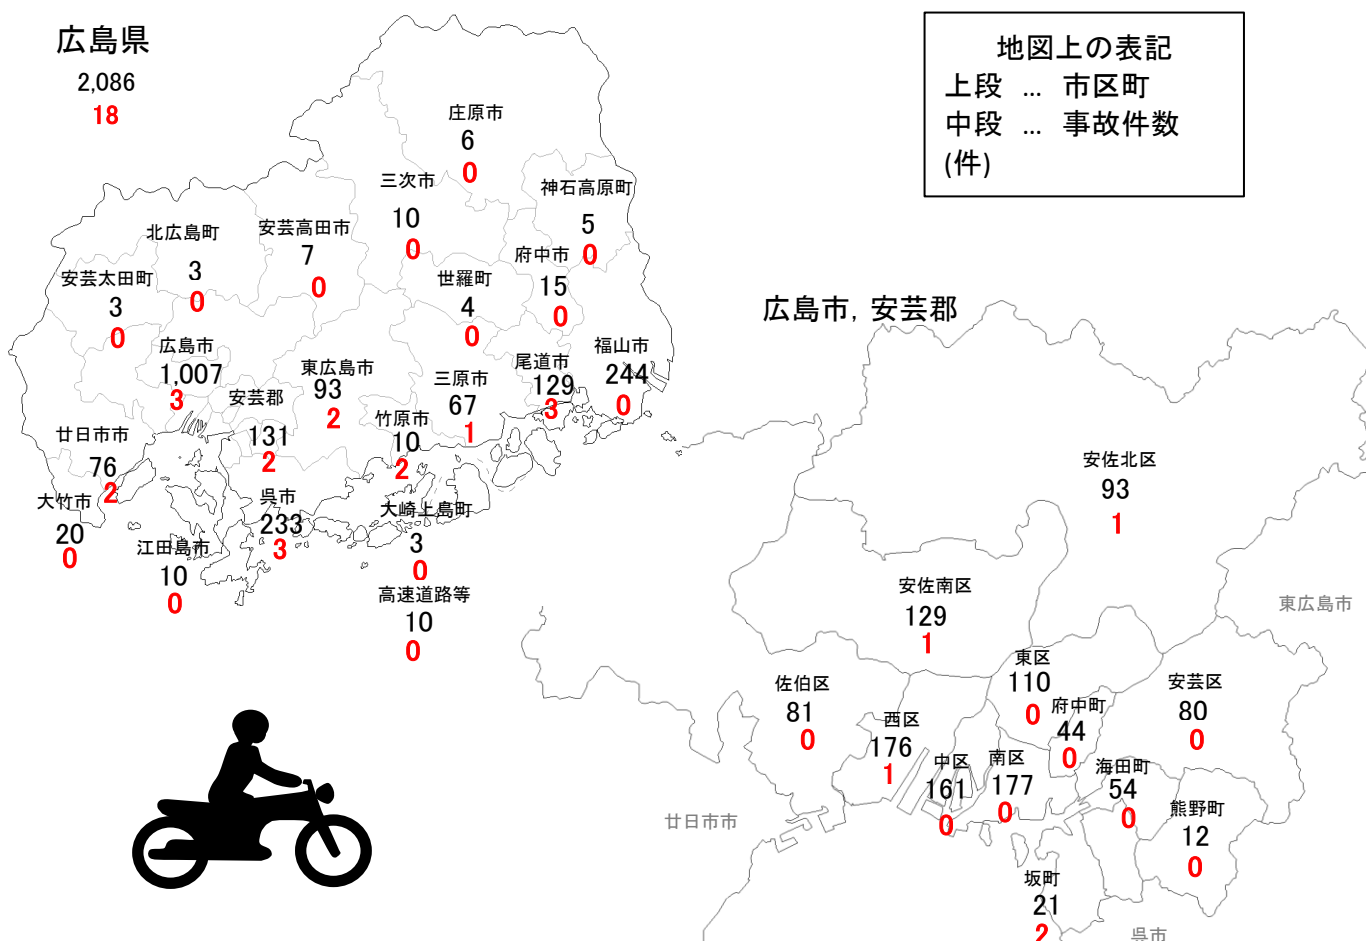 広島県
2,086
18
地図上の表記
上段 … 市区町
中段 … 事故件数
(件)
庄原市
6
0
三次市
10
0
神石高原町
5
0
北広島町
3
0
安芸高田市
7
0
府中市
15
0
安芸太田町
3
0
世羅町
4
0
広島市
1,007
3
東広島市
93
2
三原市
67
1
尾道市
129
3
福山市
244
0
安芸郡
131
2
竹原市
10
2
廿日市市
76
2
大竹市
20
0
呉市
233
3
大崎上島町
3
0
江田島市
10
0
高速道路等
10
0
広島市, 安芸郡
安佐北区
93
1
安佐南区
129
1
東広島市
東区
110
0
佐伯区
81
0
安芸区
80
0
府中町
44
0
西区
176
1
中区
161
0
南区
177
0
海田町
54
0
熊野町
12
0
廿日市市
坂町
21
2
呉市